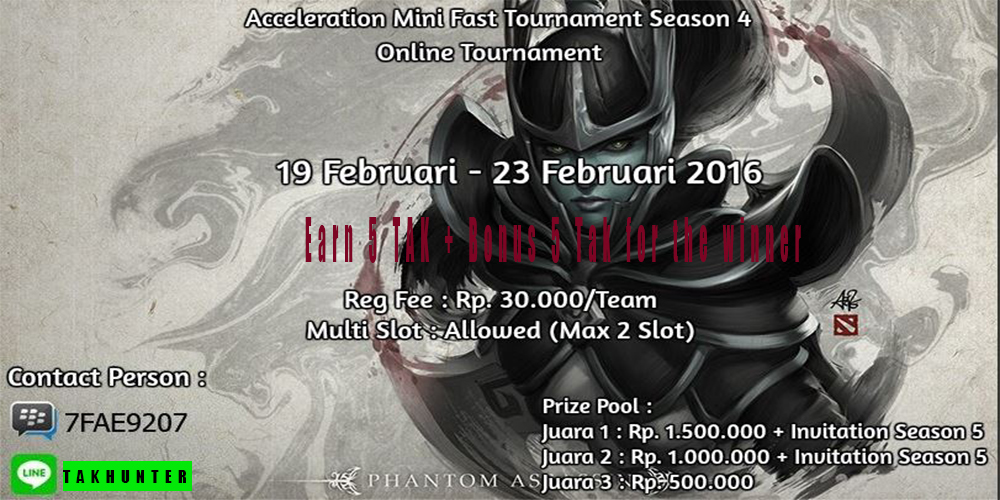 Acceleration Mini Fast Tournament Season 4
Online Tournament
19 Februari - 23 Februari 2016
Earn 5 TAK + Bonus 5 Tak for the winner
Reg Fee : Rp. 30.000/Team
Multi Slot : Allowed (Max 2 Slot)
Contact Person :
7FAE9207
LINE
TAKHUNTER
Prize Pool :
Juara 1 : Rp. 1.500.000 + Invitation Season 5
Juara 2 : Rp. 1.000.000 + Invitation Season 5
Juara 3 : Rp. 500.000
PHANTOM